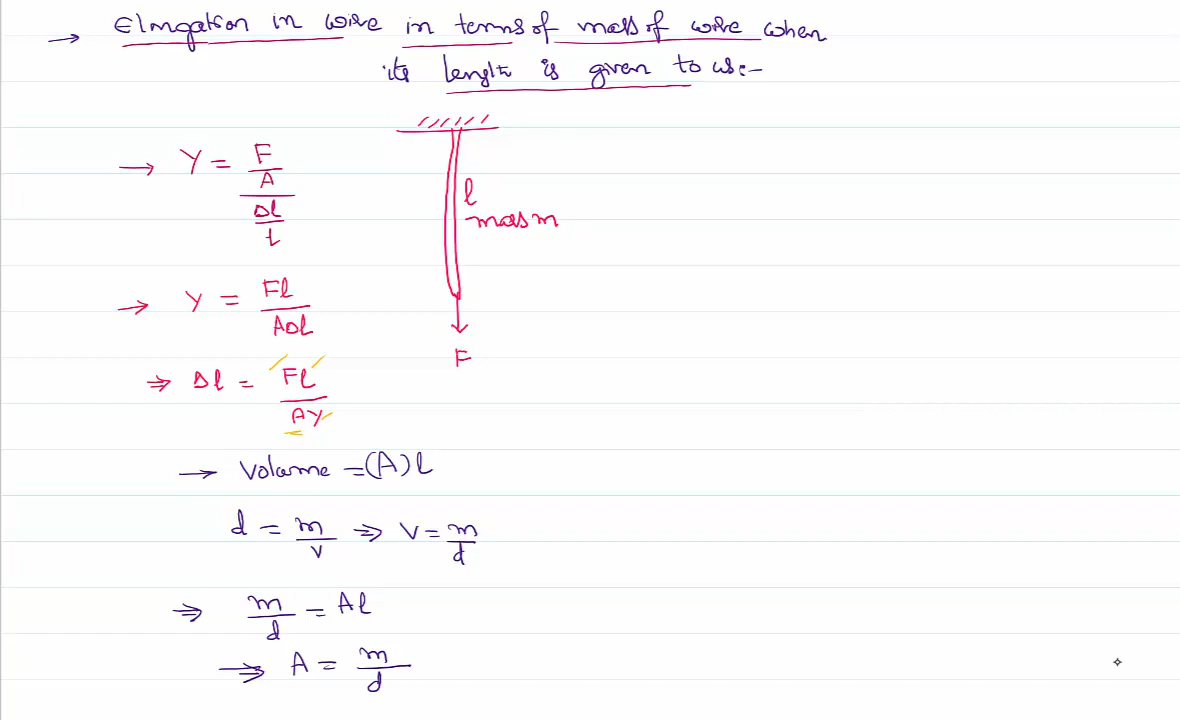 → Elongation in wire in terms of mass of wire when
its length is given to us:-
→ Y = F/A / Δl/l
l
mass m
→ Y = Fl/AΔl
F
⇒ Δl = Fl/AY
→ Volume = (A)l
d = m/v ⇒ V = m/d
⇒ m/d = Al
⇒ A = m/d